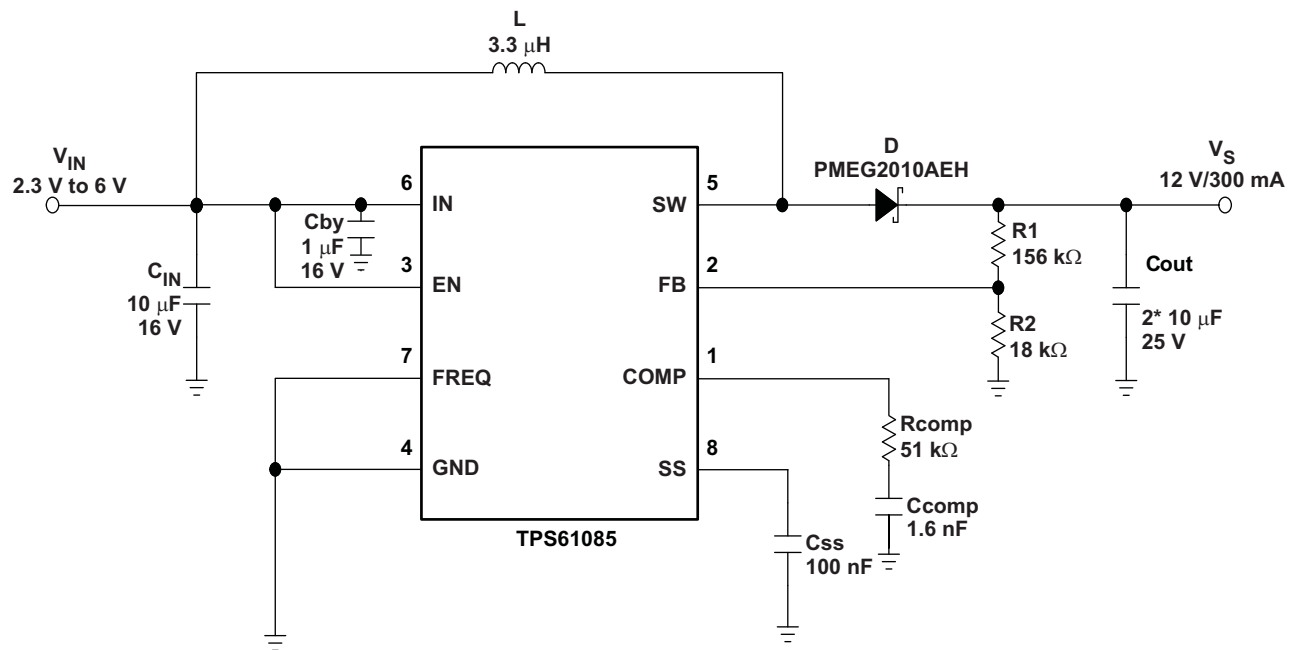 L
3.3 μH
V_IN
2.3 V to 6 V
D
PMEG2010AEH
V_S
12 V/300 mA
6
IN
5
SW
Cby
1 μF
16 V
R1
156 kΩ
3
EN
2
FB
C_IN
10 μF
16 V
Cout
2* 10 μF
25 V
R2
18 kΩ
7
FREQ
1
COMP
Rcomp
51 kΩ
4
GND
8
SS
Ccomp
1.6 nF
TPS61085
Css
100 nF